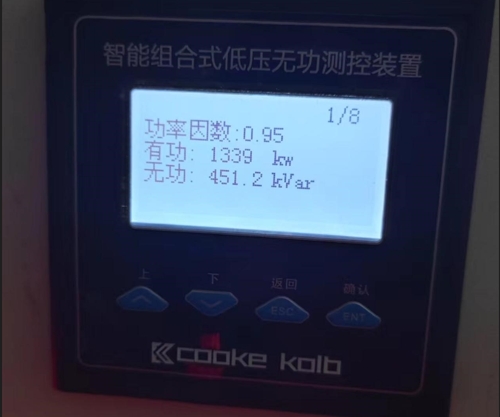 智能组合式低压无功测控装置
1/8
功率因数:0.95
有功: 1339 kw
无功: 451.2 kVar
上 下 返回 确认
ESC ENT
cooke kolb